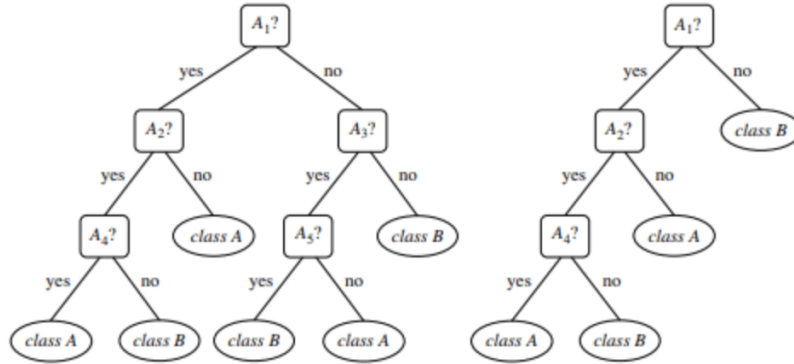 A₁? A₁?
yes no yes no
A₂? A₃? A₂? class B
yes no yes no yes no
A₄? class A A₅? class B A₄? class A
yes no yes no yes no
class A class B class B class A class A class B